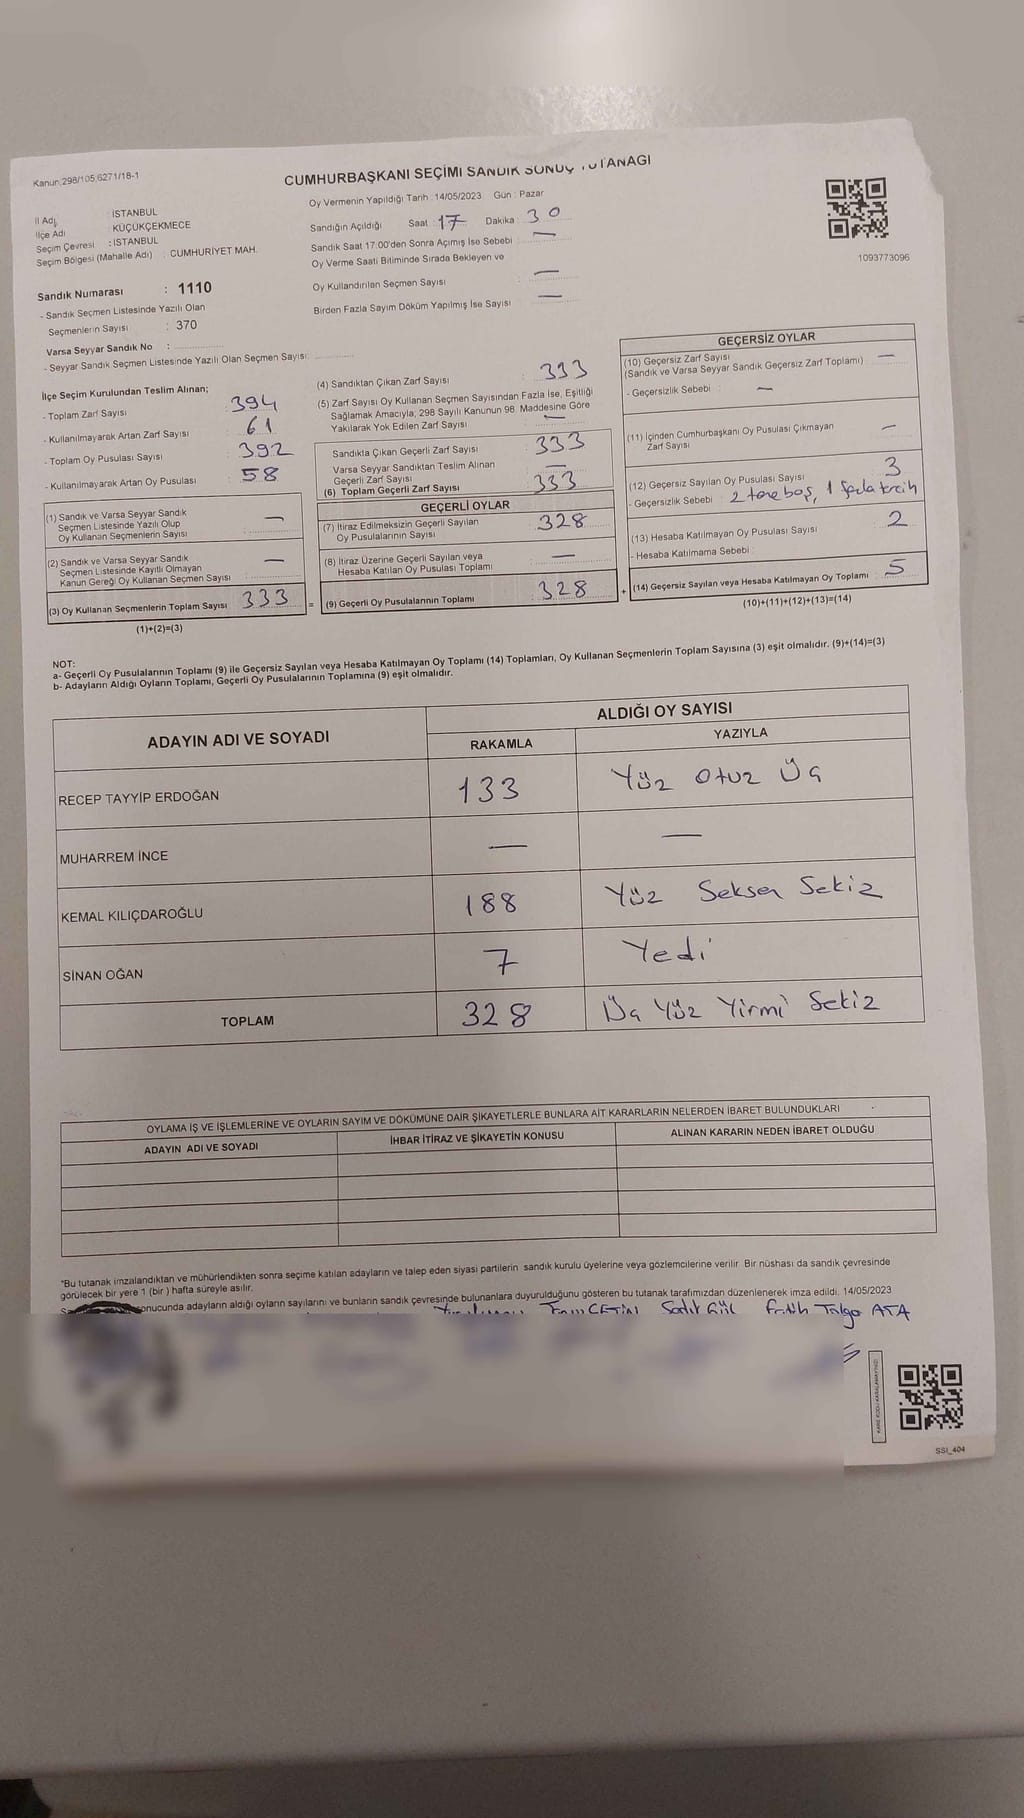 Kanun:298/105;6271/18-1
CUMHURBAŞKANI SEÇİMİ SANDIK SONUÇ TUTANAĞI
Oy Vermenin Yapıldığı Tarih : 14/05/2023 Gün : Pazar
İl Adı : İSTANBUL
İlçe Adı : KÜÇÜKÇEKMECE
Seçim Çevresi : İSTANBUL
Seçim Bölgesi (Mahalle Adı) : CUMHURİYET MAH.
Sandığın Açıldığı Saat 17 Dakika 30
Sandık Saat 17:00'den Sonra Açımış İse Sebebi : —
Oy Verme Saati Bitiminde Sırada Bekleyen ve
Oy Kullandırılan Seçmen Sayısı : —
Birden Fazla Sayım Döküm Yapılmış İse Sayısı : —
1093773096
Sandık Numarası : 1110
- Sandık Seçmen Listesinde Yazılı Olan
Seçmenlerin Sayısı : 370
Varsa Seyyar Sandık No :
- Seyyar Sandık Seçmen Listesinde Yazılı Olan Seçmen Sayısı:
İlçe Seçim Kurulundan Teslim Alınan;
- Toplam Zarf Sayısı : 394
- Kullanılmayarak Artan Zarf Sayısı : 61
- Toplam Oy Pusulası Sayısı : 392
- Kullanılmayarak Artan Oy Pusulası : 58
(1) Sandık ve Varsa Seyyar Sandık
Seçmen Listesinde Yazılı Olup
Oy Kullanan Seçmenlerin Sayısı : —
(2) Sandık ve Varsa Seyyar Sandık
Seçmen Listesinde Kayıtlı Olmayan
Kanun Gereği Oy Kullanan Seçmen Sayısı : —
(3) Oy Kullanan Seçmenlerin Toplam Sayısı 333 =
(1)+(2)=(3)
(4) Sandıktan Çıkan Zarf Sayısı : 333
(5) Zarf Sayısı Oy Kullanan Seçmen Sayısından Fazla İse, Eşitliği
Sağlamak Amacıyla; 298 Sayılı Kanunun 98. Maddesine Göre
Yakılarak Yok Edilen Zarf Sayısı : —
Sandıkta Çıkan Geçerli Zarf Sayısı : 333
Varsa Seyyar Sandıktan Teslim Alınan
Geçerli Zarf Sayısı : —
(6) Toplam Geçerli Zarf Sayısı : 333
GEÇERLİ OYLAR
(7) İtiraz Edilmeksizin Geçerli Sayılan
Oy Pusulalarının Sayısı : 328
(8) İtiraz Üzerine Geçerli Sayılan veya
Hesaba Katılan Oy Pusulası Toplamı : —
(9) Geçerli Oy Pusulalarının Toplamı : 328 +
GEÇERSİZ OYLAR
(10) Geçersiz Zarf Sayısı : —
(Sandık ve Varsa Seyyar Sandık Geçersiz Zarf Toplamı)
- Geçersizlik Sebebi : —
(11) İçinden Cumhurbaşkanı Oy Pusulası Çıkmayan
Zarf Sayısı : —
(12) Geçersiz Sayılan Oy Pusulası Sayısı : 3
- Geçersizlik Sebebi : 2 tane boş, 1 fazla tercih
(13) Hesaba Katılmayan Oy Pusulası Sayısı : 2
- Hesaba Katılmama Sebebi :
(14) Geçersiz Sayılan veya Hesaba Katılmayan Oy Toplamı : 5
(10)+(11)+(12)+(13)=(14)
NOT:
a- Geçerli Oy Pusulalarının Toplamı (9) ile Geçersiz Sayılan veya Hesaba Katılmayan Oy Toplamı (14) Toplamları, Oy Kullanan Seçmenlerin Toplam Sayısına (3) eşit olmalıdır. (9)+(14)=(3)
b- Adayların Aldığı Oyların Toplamı, Geçerli Oy Pusulalarının Toplamına (9) eşit olmalıdır.
ADAYIN ADI VE SOYADI ALDIĞI OY SAYISI
RAKAMLA YAZIYLA
RECEP TAYYİP ERDOĞAN 133 Yüz Otuz Üç
MUHARREM İNCE — —
KEMAL KILIÇDAROĞLU 188 Yüz Seksen Sekiz
SİNAN OĞAN 7 Yedi
TOPLAM 328 Üç Yüz Yirmi Sekiz
OYLAMA İŞ VE İŞLEMLERİNE VE OYLARIN SAYIM VE DÖKÜMÜNE DAİR ŞİKAYETLERLE BUNLARA AİT KARARLARIN NELERDEN İBARET BULUNDUKLARI
ADAYIN ADI VE SOYADI İHBAR İTİRAZ VE ŞİKAYETİN KONUSU ALINAN KARARIN NEDEN İBARET OLDUĞU
*Bu tutanak imzalandıktan ve mühürlendikten sonra seçime katılan adayların ve talep eden siyasi partilerin sandık kurulu üyelerine veya gözlemcilerine verilir. Bir nüshası da sandık çevresinde
görülecek bir yere 1 (bir ) hafta süreyle asılır.
sonucunda adayların aldığı oyların sayılarını ve bunların sandık çevresinde bulunanlara duyurulduğunu gösteren bu tutanak tarafımızdan düzenlenerek imza edildi. 14/05/2023
ÇETİN Sadık Gül Fatih Tolga ATA
KARE KODU KARALAMAYINIZ!
SSI_404